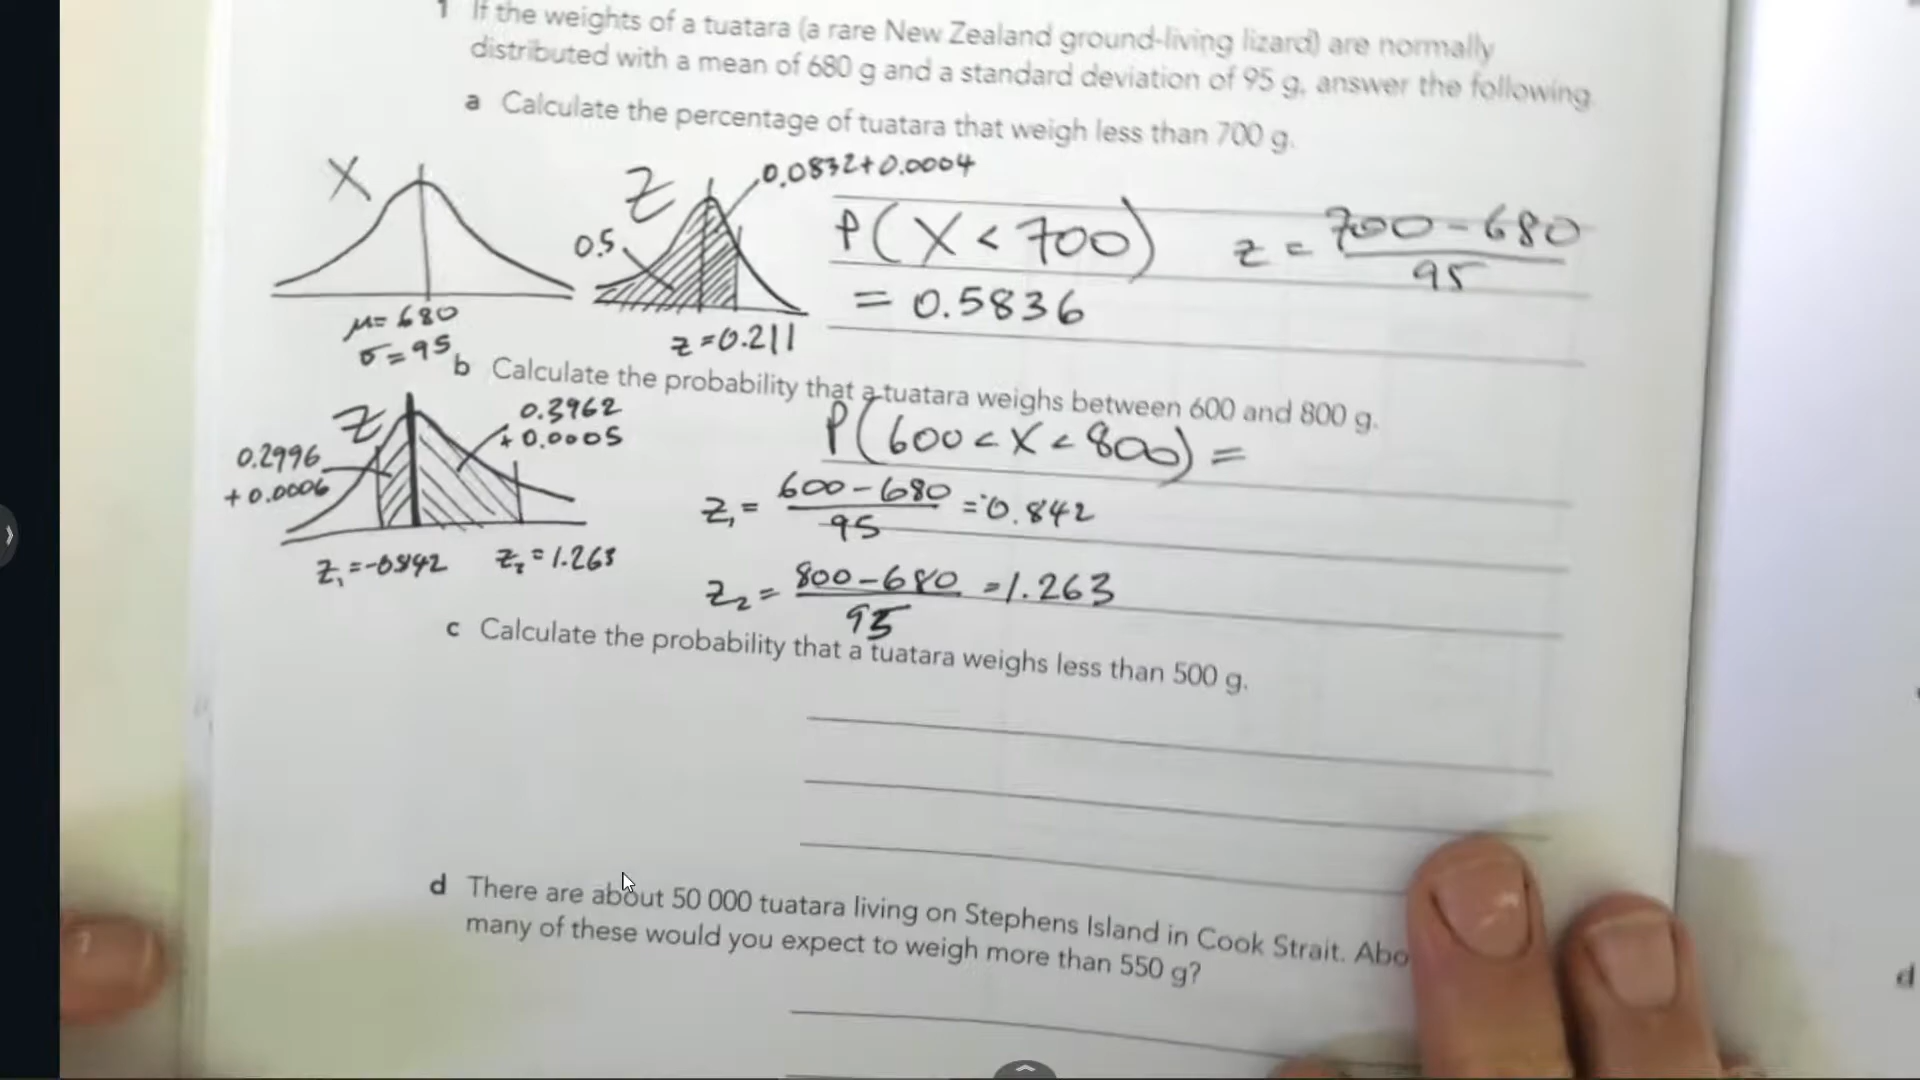 1 If the weights of a tuatara (a rare New Zealand ground-living lizard) are normally
distributed with a mean of 680 g and a standard deviation of 95 g, answer the following
a Calculate the percentage of tuatara that weigh less than 700 g.
X
μ= 680
σ=95
Z
0.0832+0.0004
0.5
z=0.211
P(X < 700)
z = 700-680
95
= 0.5836
b Calculate the probability that a tuatara weighs between 600 and 800 g.
Z
0.3962
+ 0.0005
0.2996
+0.0006
z₁=-0.842 z₂=1.263
P(600 < X < 800) =
z₁ = 600-680 = -0.842
95
z₂ = 800-680 = 1.263
95
c Calculate the probability that a tuatara weighs less than 500 g.
d There are about 50 000 tuatara living on Stephens Island in Cook Strait. Abo
many of these would you expect to weigh more than 550 g?
d